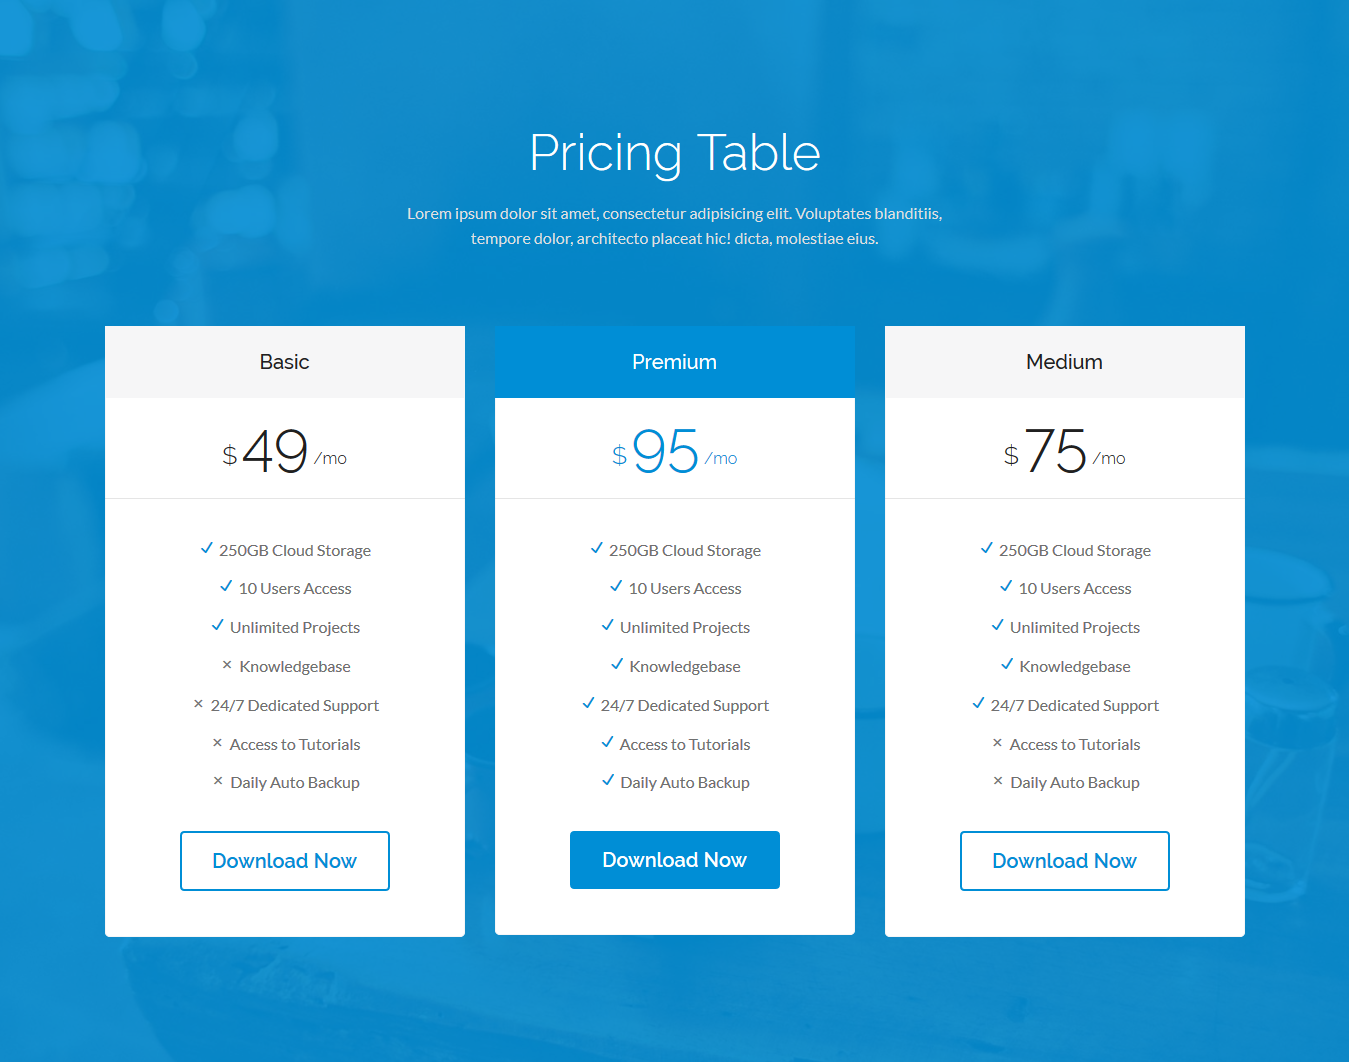 Pricing Table
Lorem ipsum dolor sit amet, consectetur adipisicing elit. Voluptates blanditiis,
tempore dolor, architecto placeat hic! dicta, molestiae eius.
Basic
$49 /mo
250GB Cloud Storage
10 Users Access
Unlimited Projects
Knowledgebase
24/7 Dedicated Support
Access to Tutorials
Daily Auto Backup
Download Now
Premium
$95 /mo
250GB Cloud Storage
10 Users Access
Unlimited Projects
Knowledgebase
24/7 Dedicated Support
Access to Tutorials
Daily Auto Backup
Download Now
Medium
$75 /mo
250GB Cloud Storage
10 Users Access
Unlimited Projects
Knowledgebase
24/7 Dedicated Support
Access to Tutorials
Daily Auto Backup
Download Now